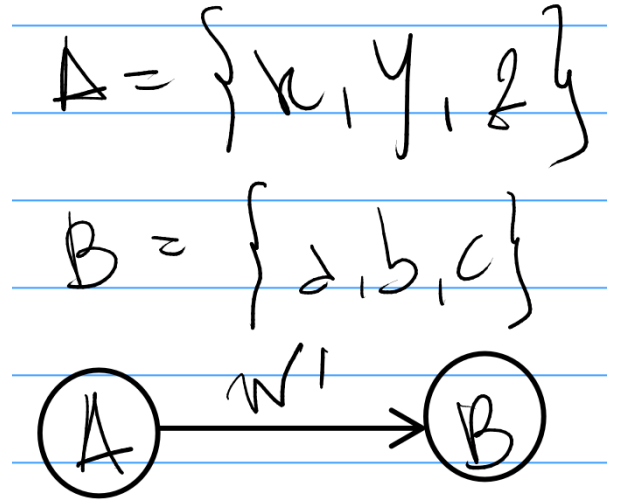 A = {x, y, z}
B = {a, b, c}
W1
A B